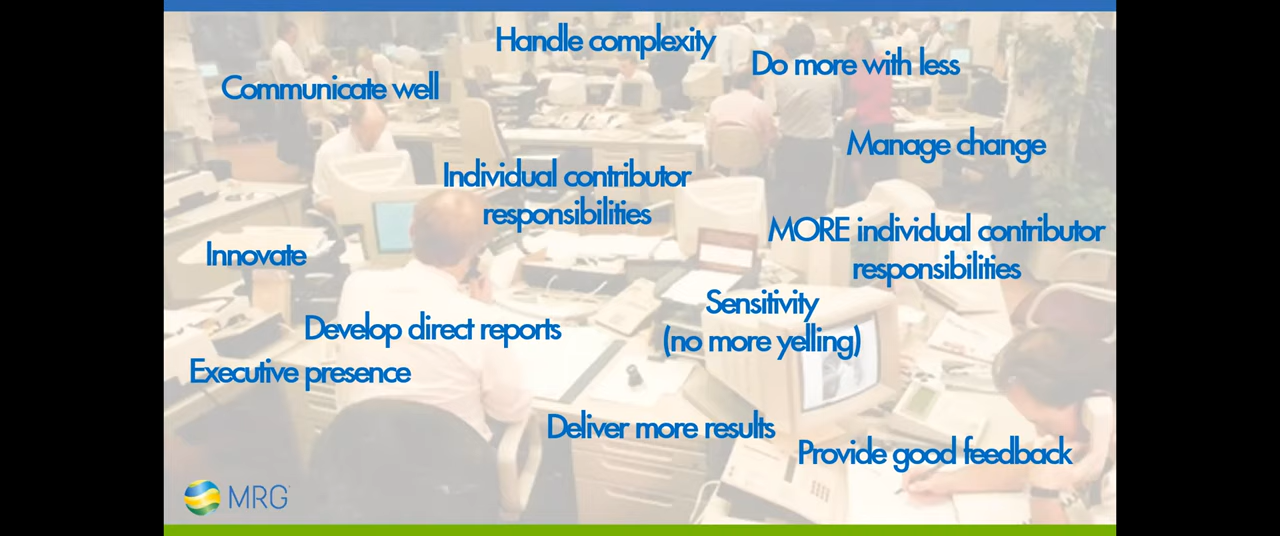 Handle complexity
Do more with less
Communicate well
Manage change
Individual contributor
responsibilities
MORE individual contributor
responsibilities
Innovate
Sensitivity
(no more yelling)
Develop direct reports
Executive presence
Deliver more results
Provide good feedback
MRG